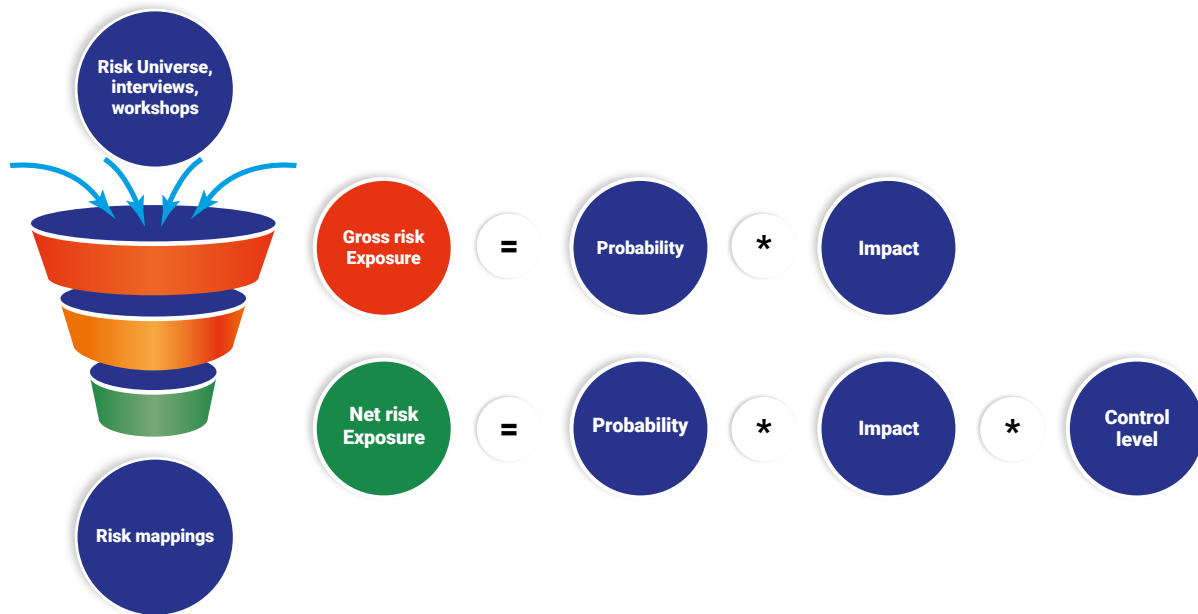 Risk Universe,
interviews,
workshops
Gross risk
Exposure
=
Probability
*
Impact
Net risk
Exposure
=
Probability
*
Impact
*
Control
level
Risk mappings